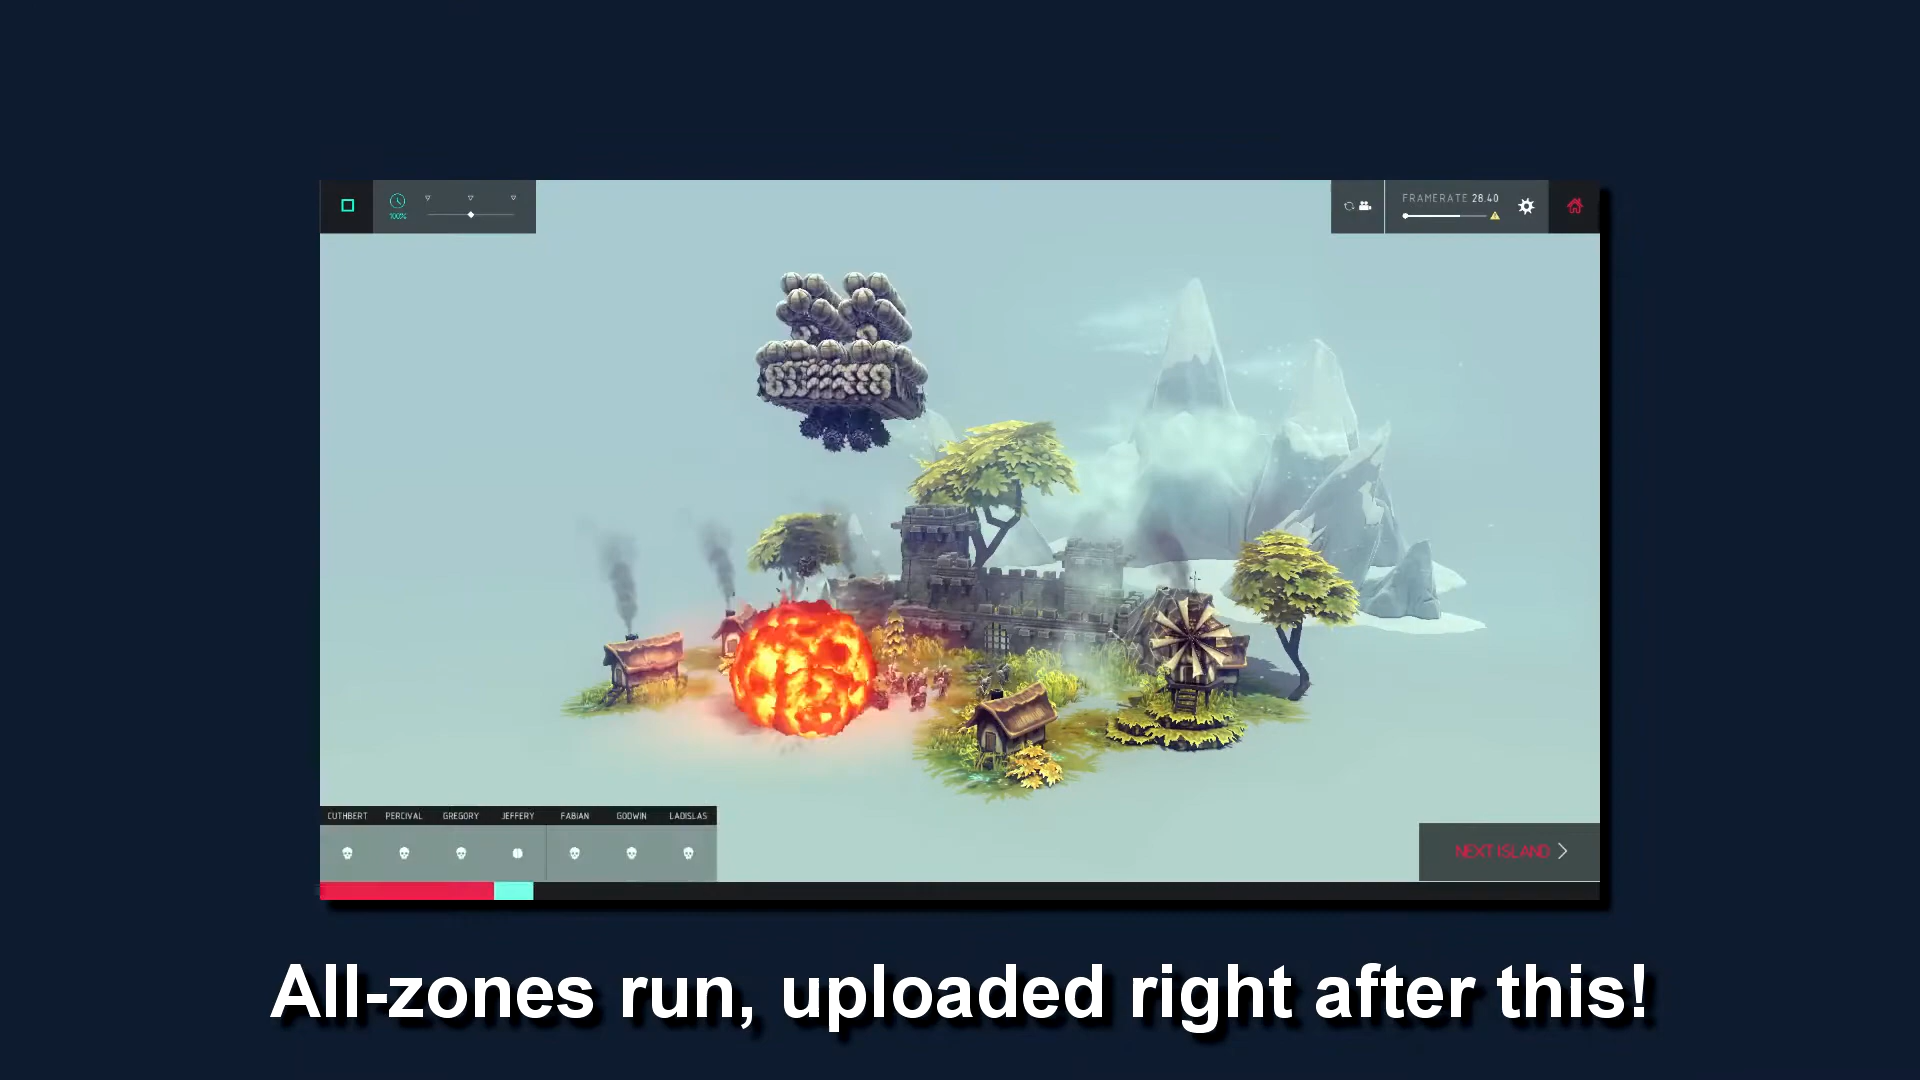 100%
FRAMERATE 28.40
CUTHBERT PERCIVAL GREGORY JEFFERY FABIAN GODWIN LADISLAS
NEXT ISLAND
All-zones run, uploaded right after this!